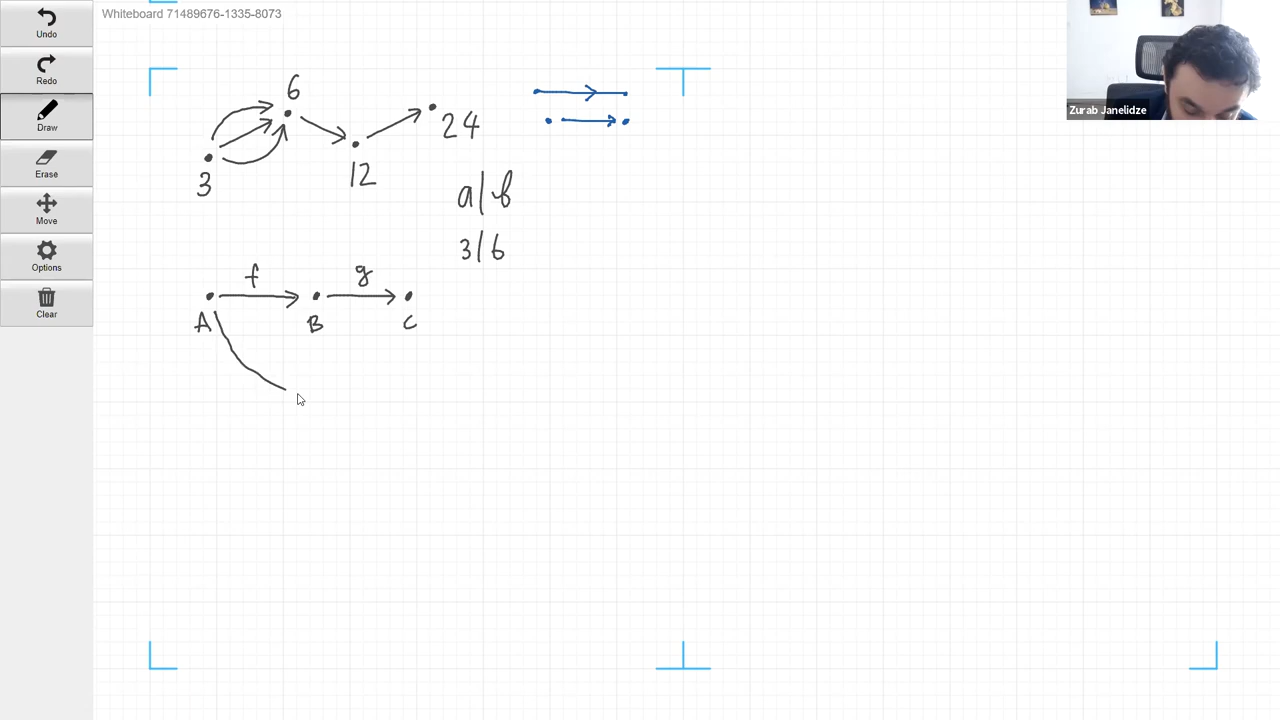 Whiteboard 71489676-1335-8073
Undo
Redo
Draw
Erase
Move
Options
Clear
Zurab Janelidze
6
3
12
24
a|b
3|6
f g
A B C